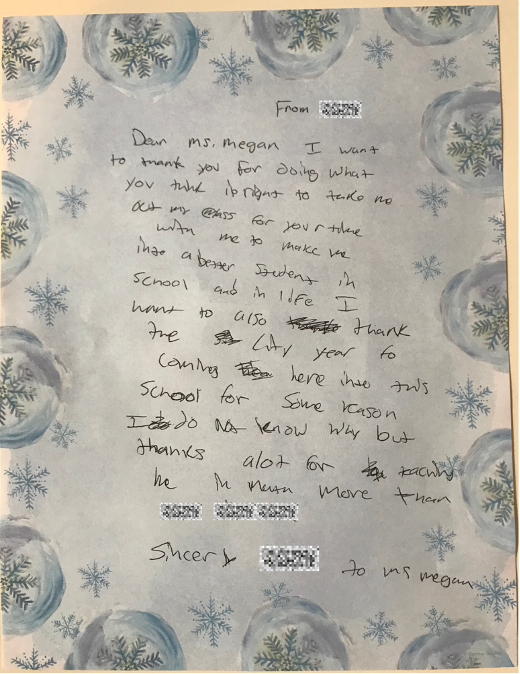 From
Dear ms. megan I want
to thank you for doing what
you think is right to take me
out my class for your time
with me to make me
into a better student in
school and in life I
want to also thank
the City year to
coming here into this
school for some reason
I do not know why but
thanks alot for teaching
me in math more than
Sincerly
to ms megan